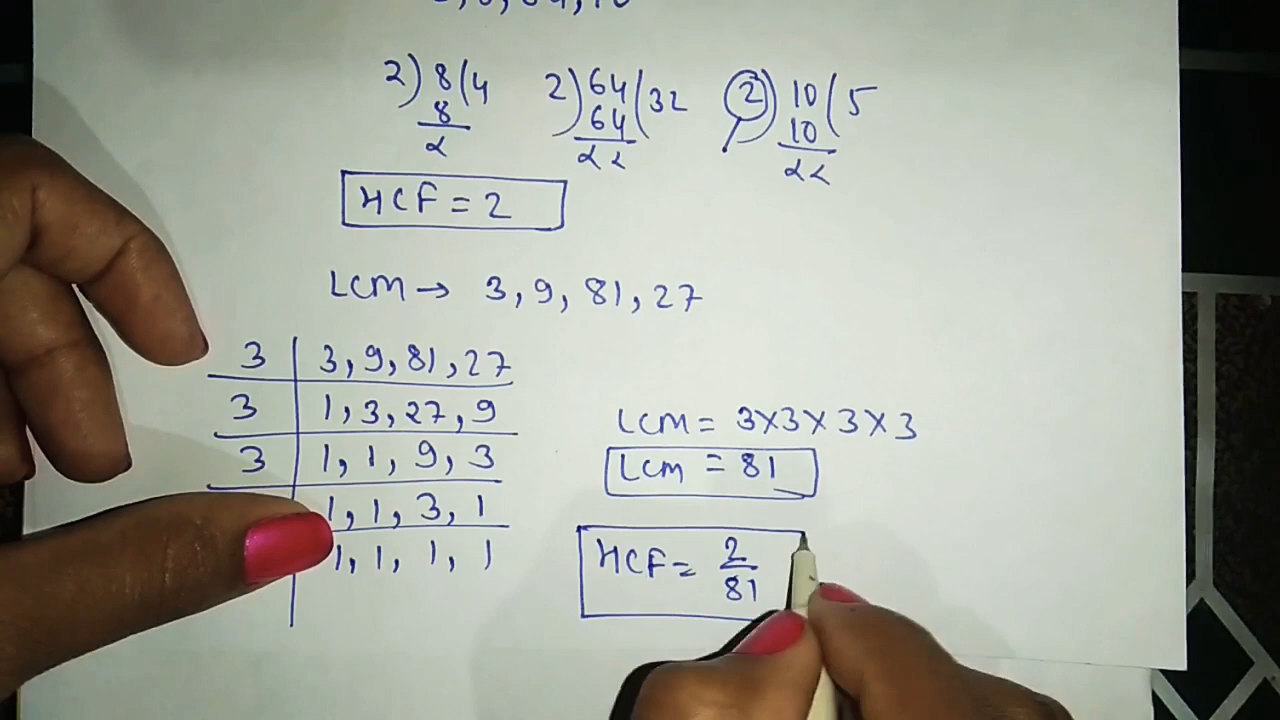 2) 8 ( 4 2) 64 ( 32 2) 10 ( 5
8 64 10
HCF = 2
LCM → 3, 9, 81, 27
3 3, 9, 81, 27
3 1, 3, 27, 9
3 1, 1, 9, 3
1, 1, 3, 1
1, 1, 1, 1
LCM = 3×3×3×3
LCM = 81
HCF = 2/81